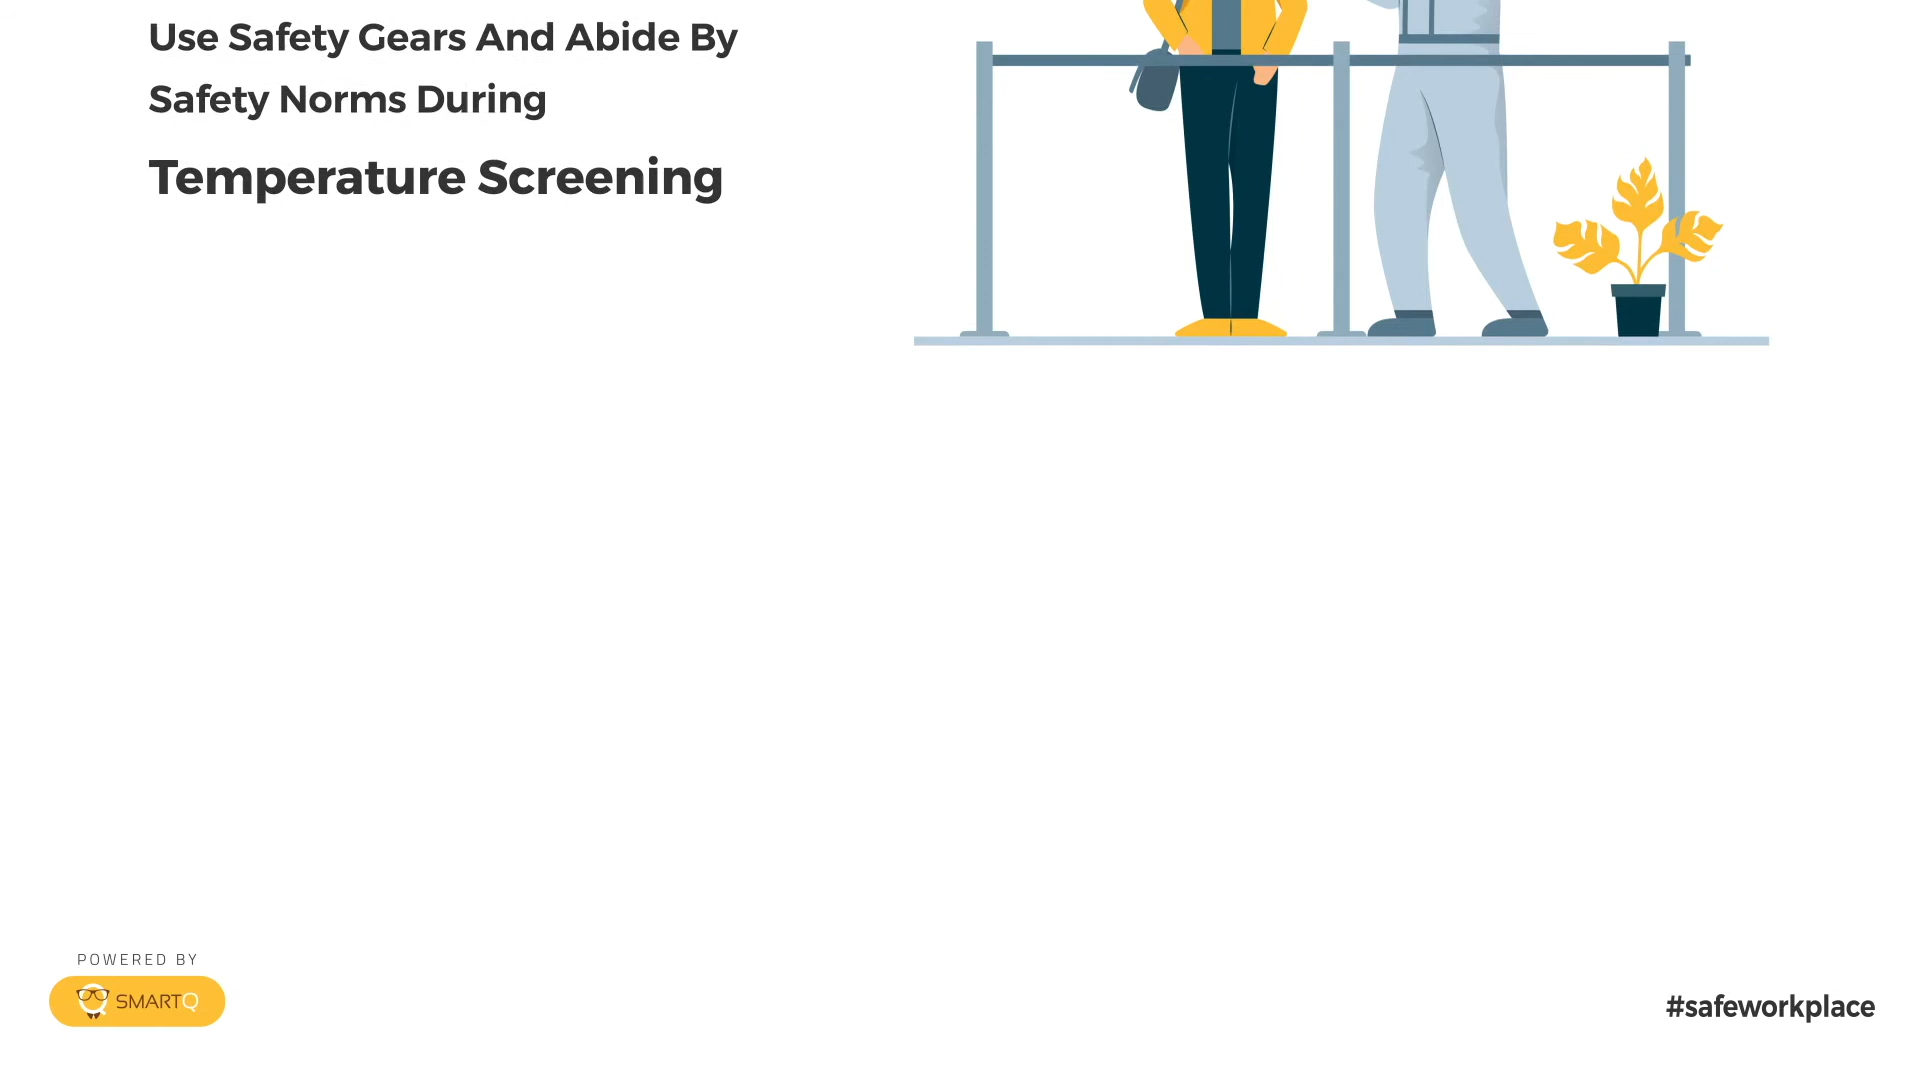 Use Safety Gears And Abide By
Safety Norms During
Temperature Screening
POWERED BY
SMARTQ
#safeworkplace